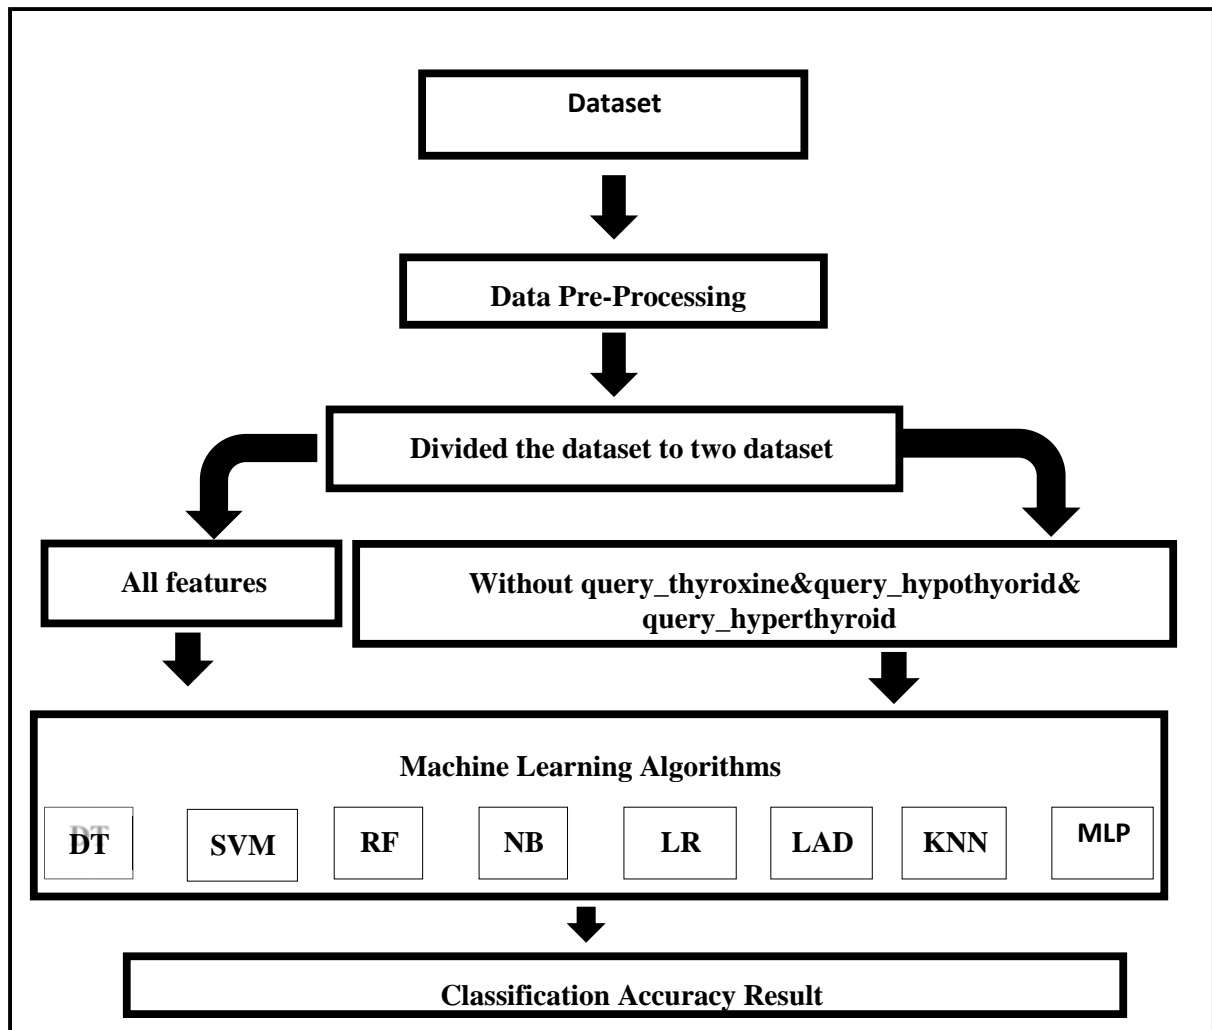 Dataset
Data Pre-Processing
Divided the dataset to two dataset
All features
Without query_thyroxine&query_hypothyorid&
query_hyperthyroid
Machine Learning Algorithms
DT
SVM
RF
NB
LR
LAD
KNN
MLP
Classification Accuracy Result